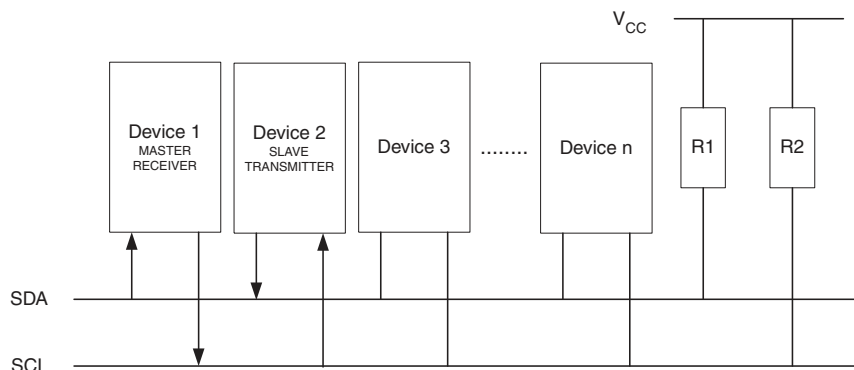 VCC
Device 1
MASTER
RECEIVER
Device 2
SLAVE
TRANSMITTER
Device 3
........
Device n
R1
R2
SDA
SCL